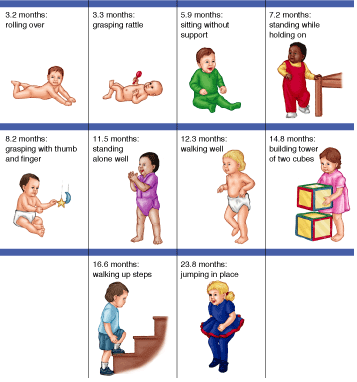 3.2 months:
rolling over
3.3 months:
grasping rattle
5.9 months:
sitting without
support
7.2 months:
standing while
holding on
8.2 months:
grasping with thumb
and finger
11.5 months:
standing
alone well
12.3 months:
walking well
14.8 months:
building tower
of two cubes
16.6 months:
walking up steps
23.8 months:
jumping in place